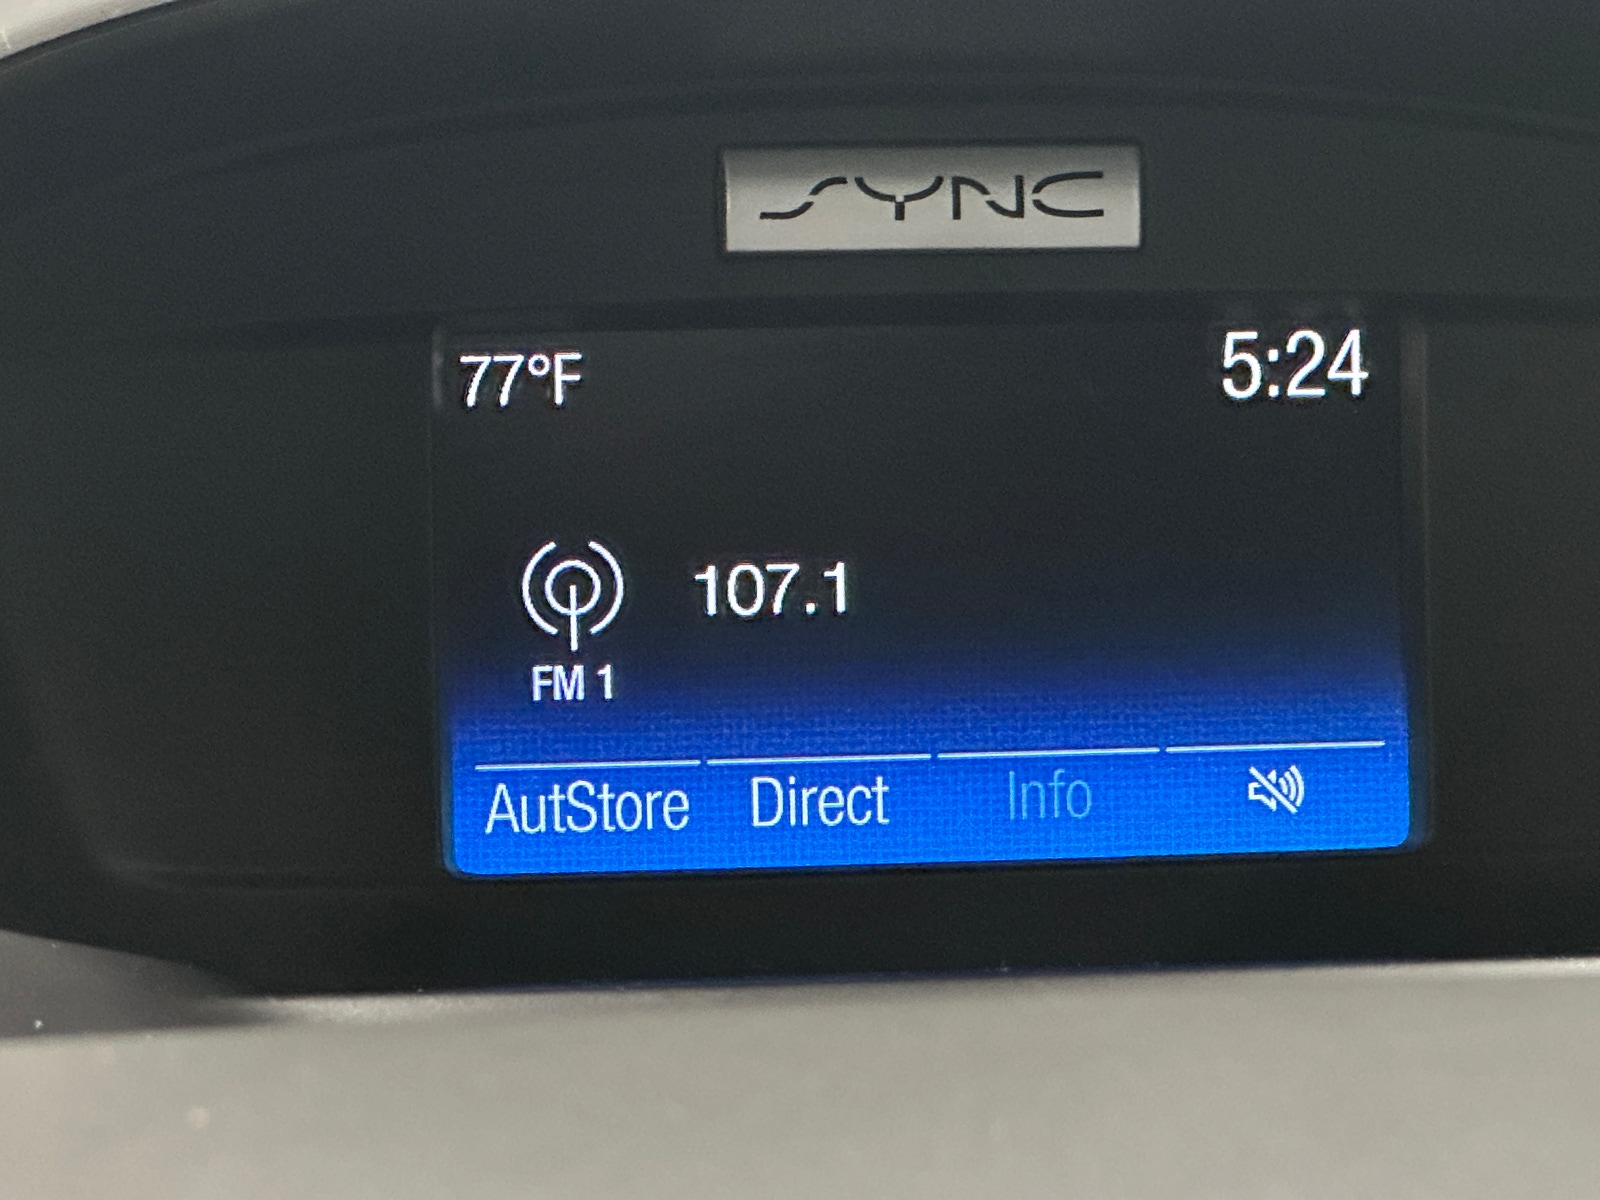 SYNC
77°F 5:24
107.1
FM 1
AutStore Direct Info